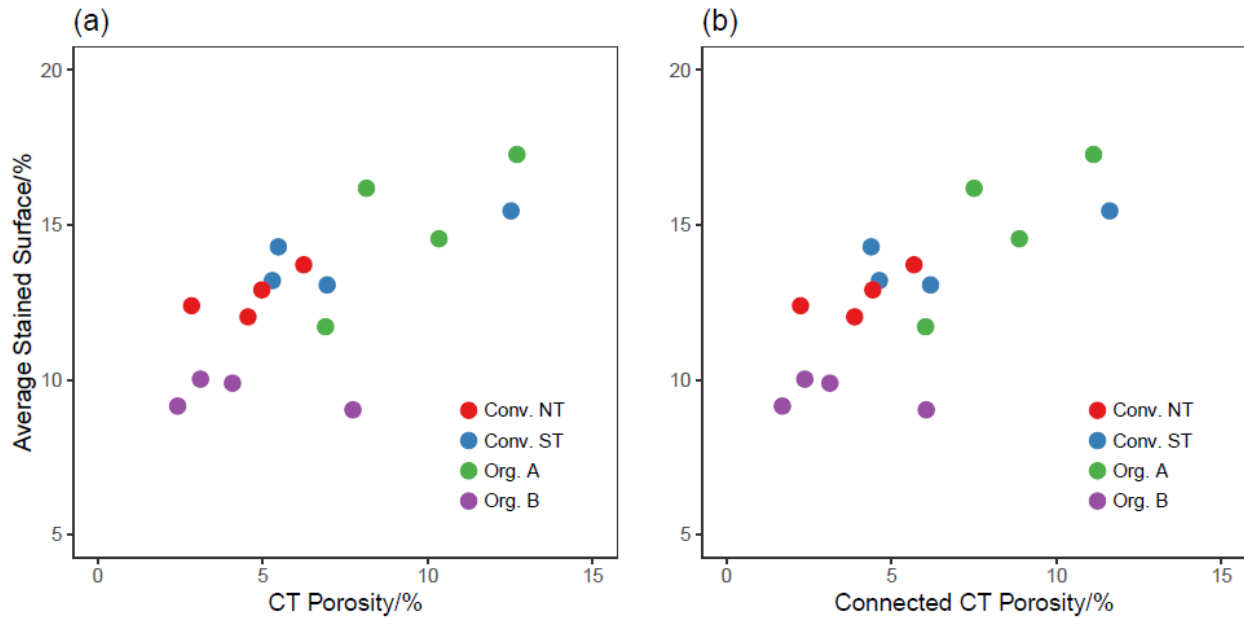 (a)
20
15
10
5
Average Stained Surface/%
Conv. NT
Conv. ST
Org. A
Org. B
0 5 10 15
CT Porosity/%
(b)
20
15
10
5
Conv. NT
Conv. ST
Org. A
Org. B
0 5 10 15
Connected CT Porosity/%